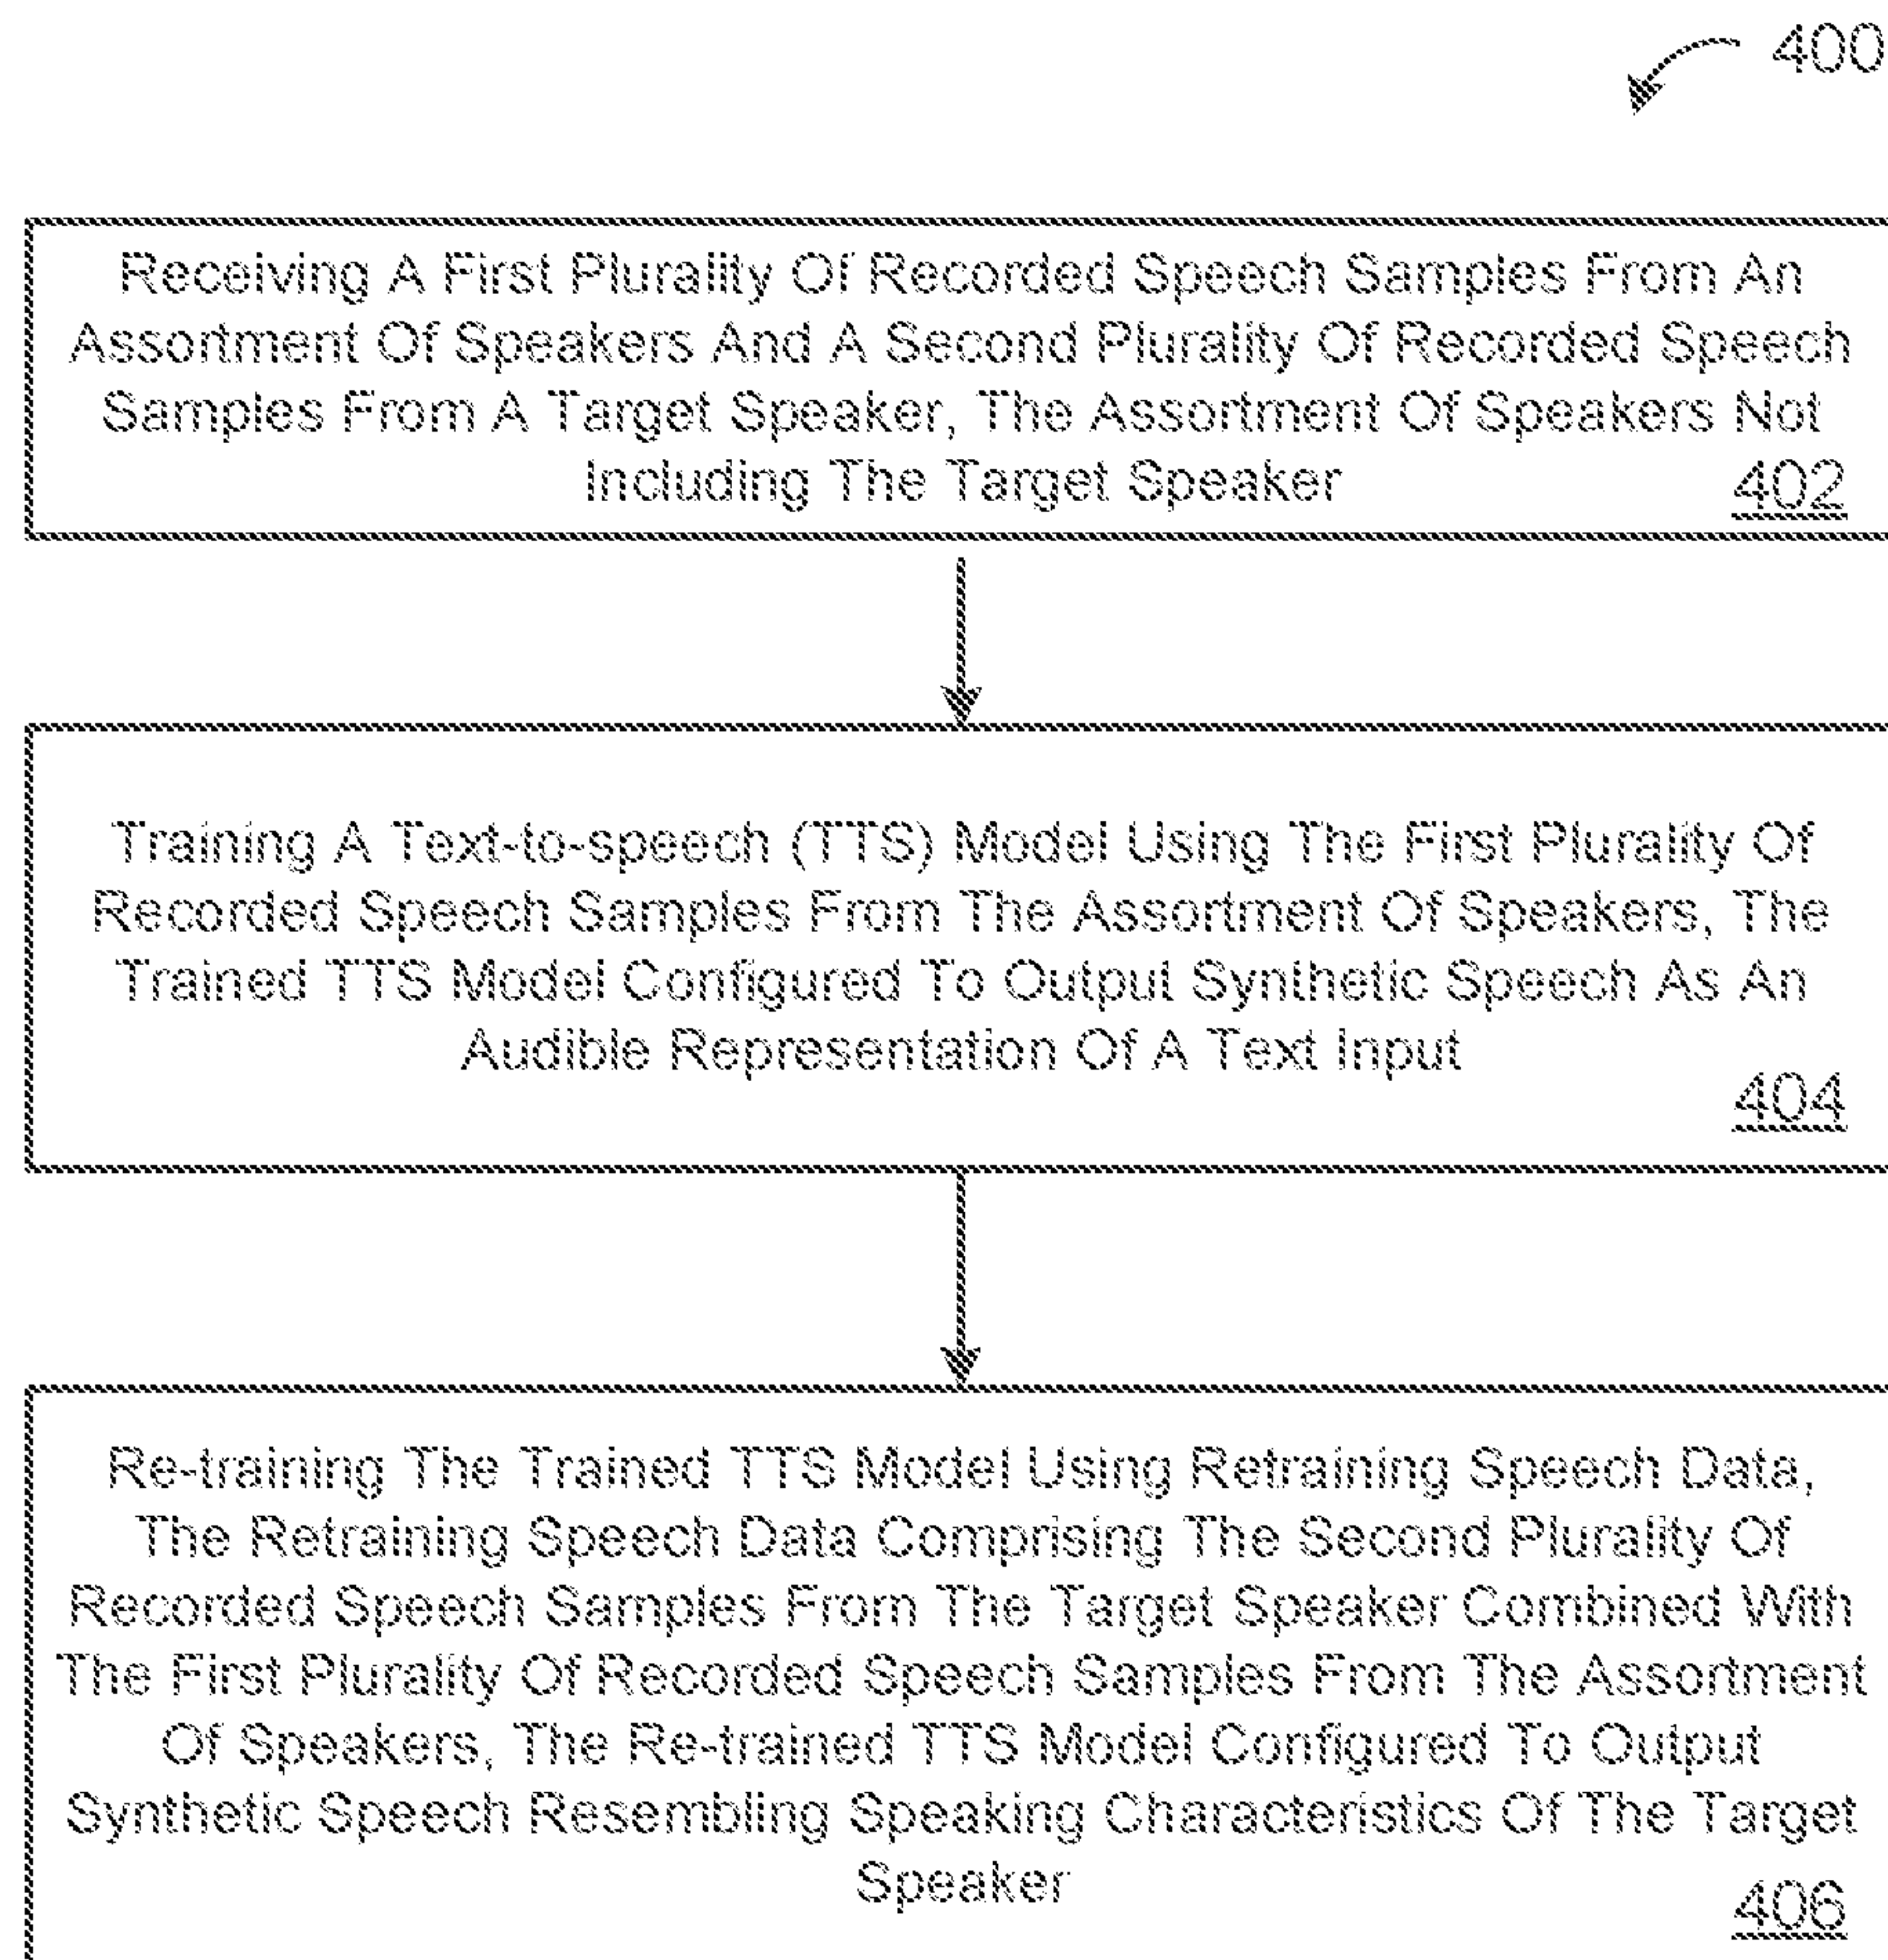 400
Receiving A First Plurality Of Recorded Speech Samples From An
Assortment Of Speakers And A Second Plurality Of Recorded Speech
Samples From A Target Speaker, The Assortment Of Speakers Not
Including The Target Speaker
402
Training A Text-to-speech (TTS) Model Using The First Plurality Of
Recorded Speech Samples From The Assortment Of Speakers, The
Trained TTS Model Configured To Output Synthetic Speech As An
Audible Representation Of A Text Input
404
Re-training The Trained TTS Model Using Retraining Speech Data,
The Retraining Speech Data Comprising The Second Plurality Of
Recorded Speech Samples From The Target Speaker Combined With
The First Plurality Of Recorded Speech Samples From The Assortment
Of Speakers, The Re-trained TTS Model Configured To Output
Synthetic Speech Resembling Speaking Characteristics Of The Target
Speaker
406